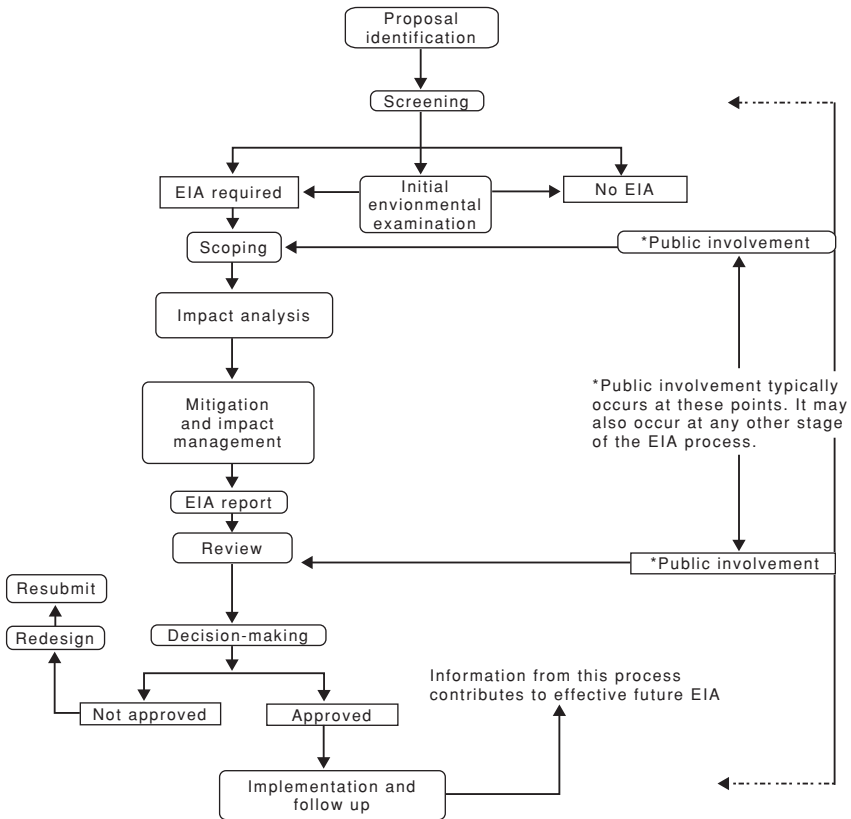 Proposal
identification
Screening
EIA required
Initial
envionmental
examination
No EIA
Scoping
*Public involvement
Impact analysis
*Public involvement typically
occurs at these points. It may
also occur at any other stage
of the EIA process.
Mitigation
and impact
management
EIA report
Review
*Public involvement
Resubmit
Redesign
Decision-making
Information from this process
contributes to effective future EIA
Not approved
Approved
Implementation and
follow up